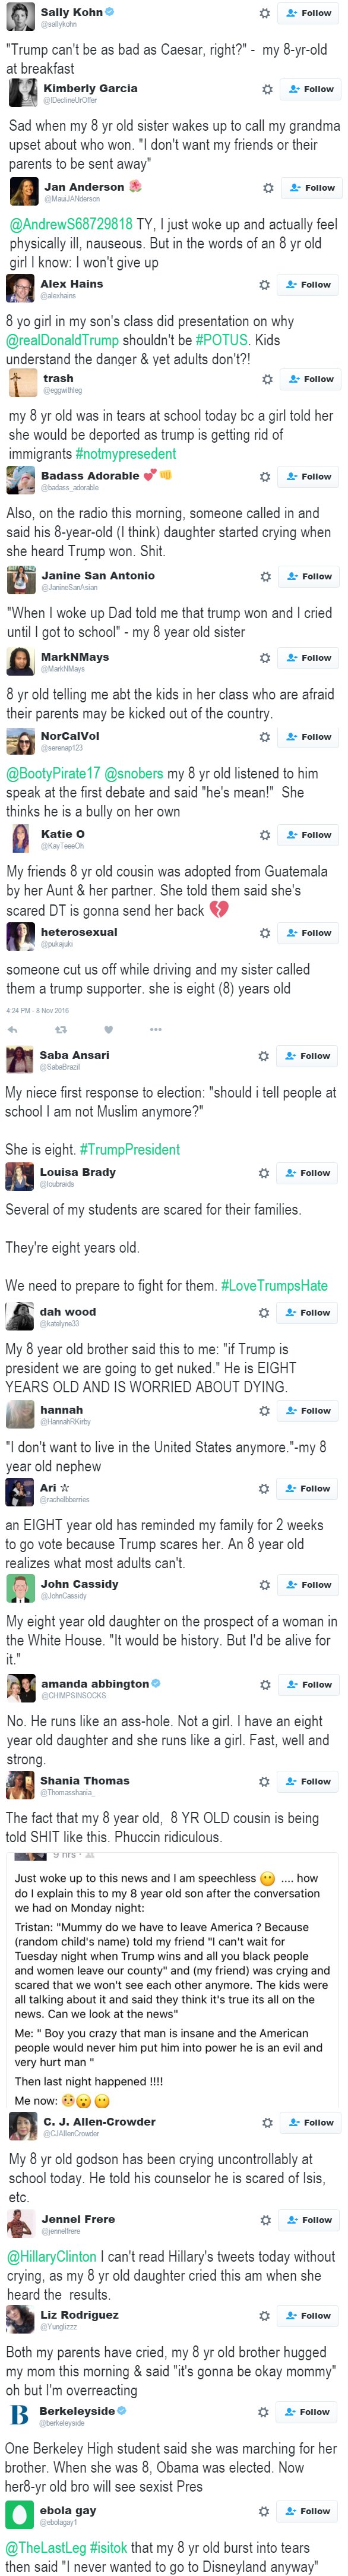 Sally Kohn
@sallykohn
Follow
"Trump can't be as bad as Caesar, right?" - my 8-yr-old
at breakfast
Kimberly Garcia
@IDeclineUrOffer
Follow
Sad when my 8 yr old sister wakes up to call my grandma
upset about who WON. "I don't want my friends or their
parents to be sent away"
Jan Anderson
@MauiJANderson
Follow
@AndrewS68729818 TY, I just woke up and actually feel
physically ill, nauseous. But in the words of an 8 yr old
girl I know: I won't give up
Alex Hains
@alexhains
Follow
8 yo girl in my son's class did presentation on why
@realDonaldTrump shouldn't be #POTUS. Kids
understand the danger & yet adults don't?!
trash
@eggwithleg
Follow
my 8 yr old was in tears at school today bc a girl told her
she would be deported as trump is getting rid of
immigrants #notmypresedent
Badass Adorable 💕👊
@badass_adorable
Follow
Also, on the radio this morning, someone called in and
said his 8-year-old (I think) daughter started crying when
she heard Trump won. Shit.
Janine San Antonio
@JanineSanAsian
Follow
"When I woke up Dad told me that trump won and I cried
until I got to school" - my 8 year old sister
MarkNMays
@MarkNMays
Follow
8 yr old telling me abt the kids in her class who are afraid
their parents may be kicked out of the country.
NorCalVol
@serenap123
Follow
@BootyPirate17 @snobers my 8 yr old listened to him
speak at the first debate and said "he's mean!" She
thinks he is a bully on her own
Katie O
@KayTeeeOh
Follow
My friends 8 yr old cousin was adopted from Guatemala
by her Aunt & her partner. She told them said she's
scared DT is gonna send her back 💔
heterosexual
@pukajuki
Follow
someone cut us off while driving and my sister called
them a trump supporter. she is eight (8) years old
4:24 PM - 8 Nov 2016
Saba Ansari
@SabaBrazil
Follow
My niece first response to election: "should i tell people at
school I am not Muslim anymore?"
She is eight. #TrumpPresident
Louisa Brady
@loubraids
Follow
Several of my students are scared for their families.
They're eight years old.
We need to prepare to fight for them. #LoveTrumpsHate
dah wood
@katelyne33
Follow
My 8 year old brother said this to me: "if Trump is
president we are going to get nuked." He is EIGHT
YEARS OLD AND IS WORRIED ABOUT DYING.
hannah
@HannahRKirby
Follow
"I don't want to live in the United States anymore."-my 8
year old nephew
Ari ☆
@rachelbberries
Follow
an EIGHT year old has reminded my family for 2 weeks
to go vote because Trump scares her. An 8 year old
realizes what most adults can't.
John Cassidy
@JohnCassidy
Follow
My eight year old daughter on the prospect of a woman in
the White House. "It would be history. But I'd be alive for
it."
amanda abbington
@CHIMPSINSOCKS
Follow
No. He runs like an ass-hole. Not a girl. I have an eight
year old daughter and she runs like a girl. Fast, well and
strong.
Shania Thomas
@Thomasshania_
Follow
The fact that my 8 year old, 8 YR OLD cousin is being
told SHIT like this. Phuccin ridiculous.
9 hrs
Just woke up to this news and I am speechless 😶 .... how
do I explain this to my 8 year old son after the conversation
we had on Monday night:
Tristan: "Mummy do we have to leave America ? Because
(random child's name) told my friend "I can't wait for
Tuesday night when Trump wins and all you black people
and women leave our county" and (my friend) was crying and
scared that we won't see each other anymore. The kids were
all talking about it and said they think it's true its all on the
news. Can we look at the news"
Me: " Boy you crazy that man is insane and the American
people would never him put him into power he is an evil and
very hurt man "
Then last night happened !!!!
Me now: 😳😮😶
C. J. Allen-Crowder
@CJAllenCrowder
Follow
My 8 yr old godson has been crying uncontrollably at
school today. He told his counselor he is scared of Isis,
etc.
Jennel Frere
@jennelfrere
Follow
@HillaryClinton I can't read Hillary's tweets today without
crying, as my 8 yr old daughter cried this am when she
heard the results.
Liz Rodriguez
@Yunglizzz
Follow
Both my parents have cried, my 8 yr old brother hugged
my mom this morning & said "it's gonna be okay mommy"
oh but I'm overreacting
B
Berkeleyside
@berkeleyside
Follow
One Berkeley High student said she was marching for her
brother. When she was 8, Obama was elected. Now
her8-yr old bro will see sexist Pres
ebola gay
@ebolagay1
Follow
@TheLastLeg #isitok that my 8 yr old burst into tears
then said "I never wanted to go to Disneyland anyway"